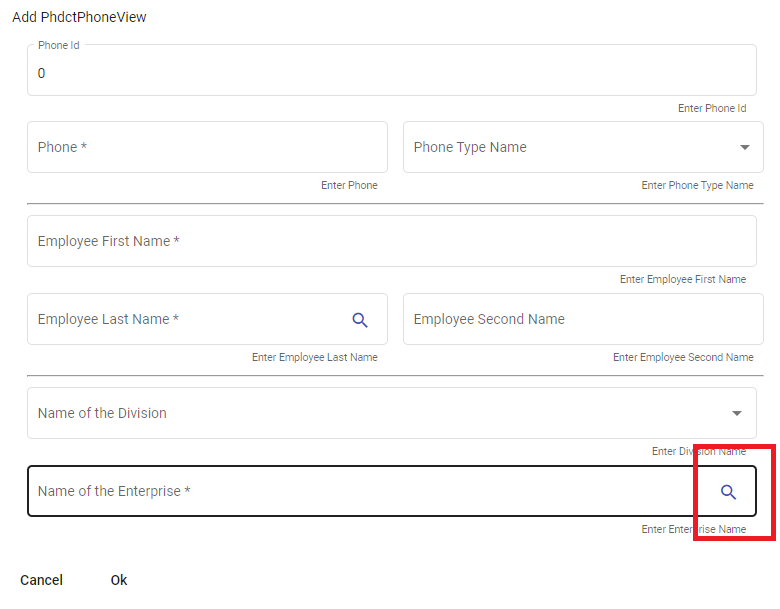 Add PhdctPhoneView
Phone Id
0
Enter Phone Id
Phone *
Phone Type Name
Enter Phone
Enter Phone Type Name
Employee First Name *
Enter Employee First Name
Employee Last Name *
Employee Second Name
Enter Employee Last Name
Enter Employee Second Name
Name of the Division
Enter Division Name
Name of the Enterprise *
Enter Enterprise Name
Cancel
Ok